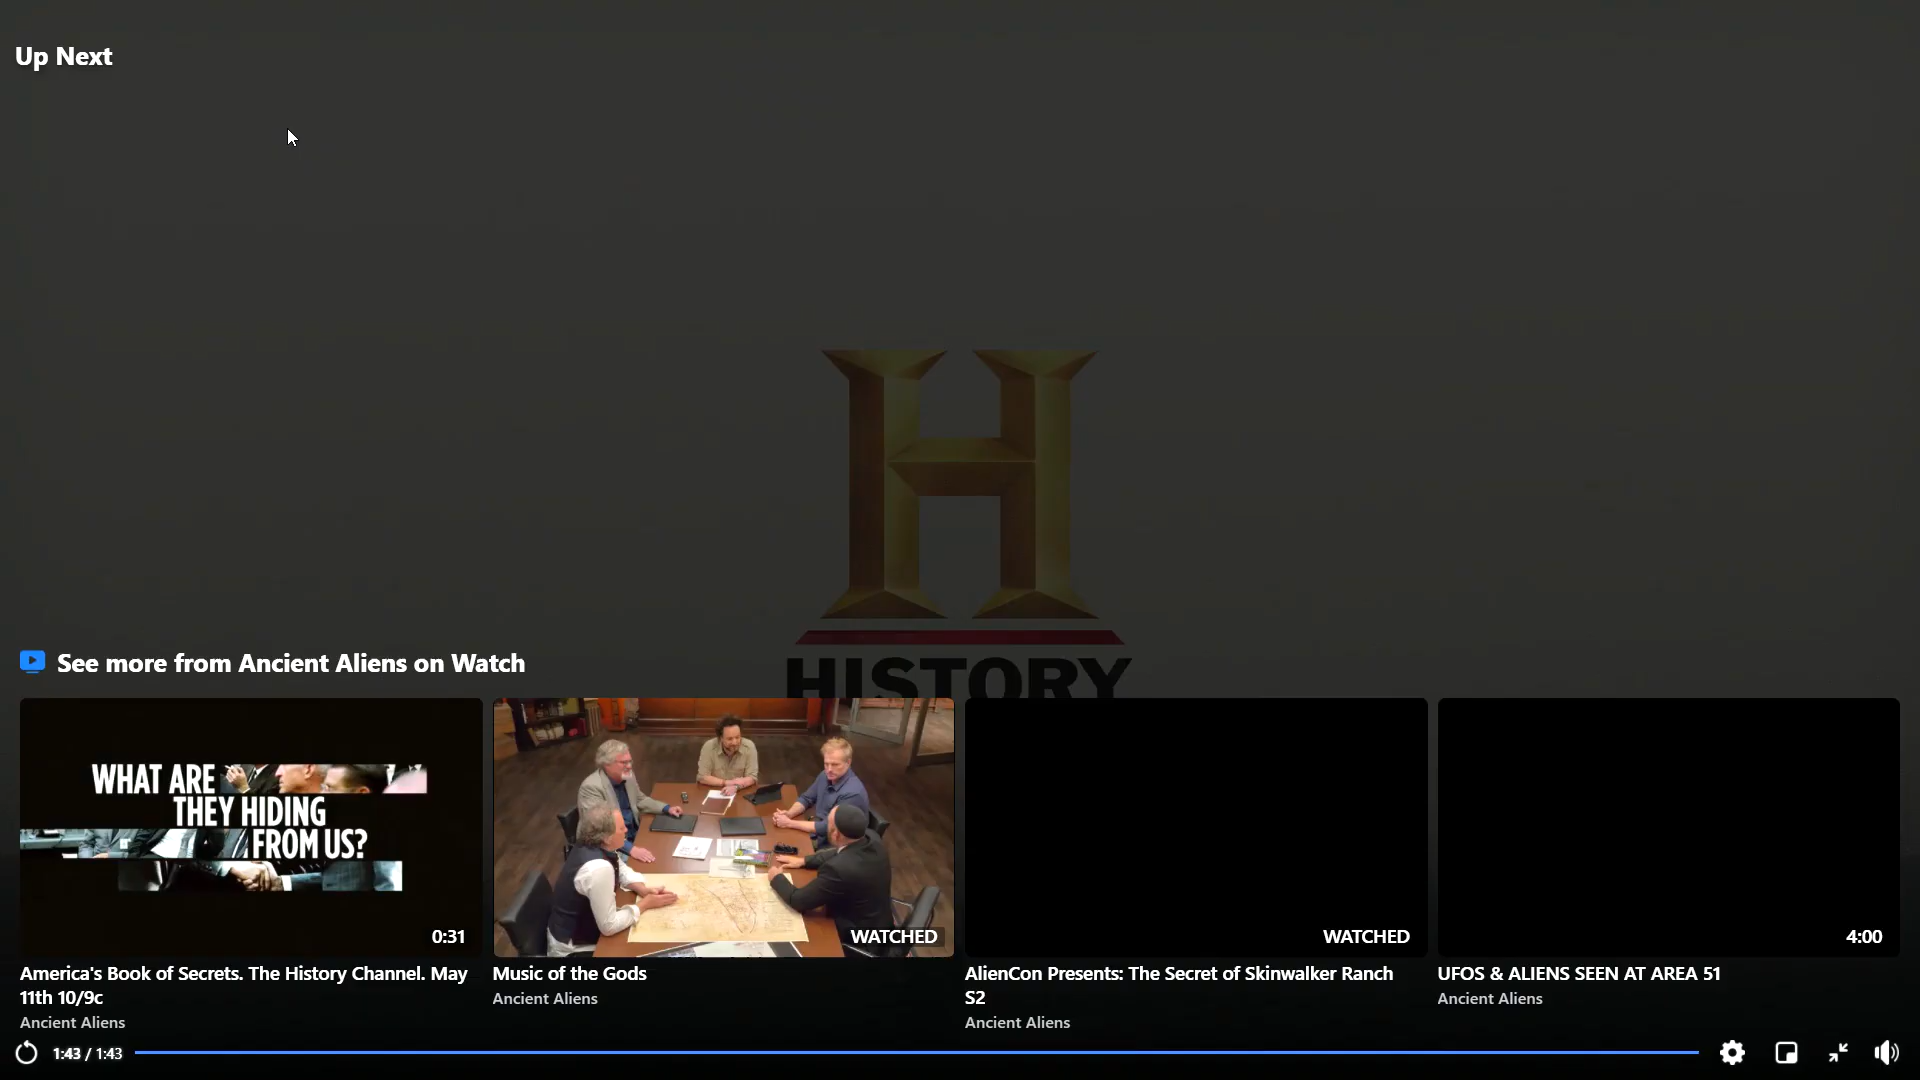 Up Next
HISTORY
See more from Ancient Aliens on Watch
WHAT ARE
THEY HIDING
FROM US?
0:31
WATCHED
WATCHED
4:00
America's Book of Secrets. The History Channel. May
11th 10/9c
Ancient Aliens
Music of the Gods
Ancient Aliens
AlienCon Presents: The Secret of Skinwalker Ranch
S2
Ancient Aliens
UFOS & ALIENS SEEN AT AREA 51
Ancient Aliens
1:43 / 1:43